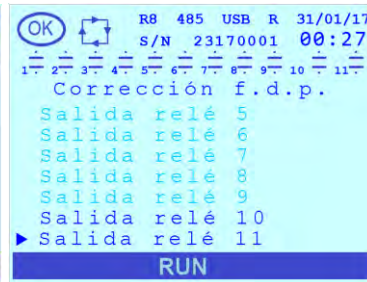 OK R8 485 USB R 31/01/17
S/N 23170001 00:27
1 2 3 4 5 6 7 8 9 10 11
Corrección f.d.p.
Salida relé 5
Salida relé 6
Salida relé 7
Salida relé 8
Salida relé 9
Salida relé 10
Salida relé 11
RUN